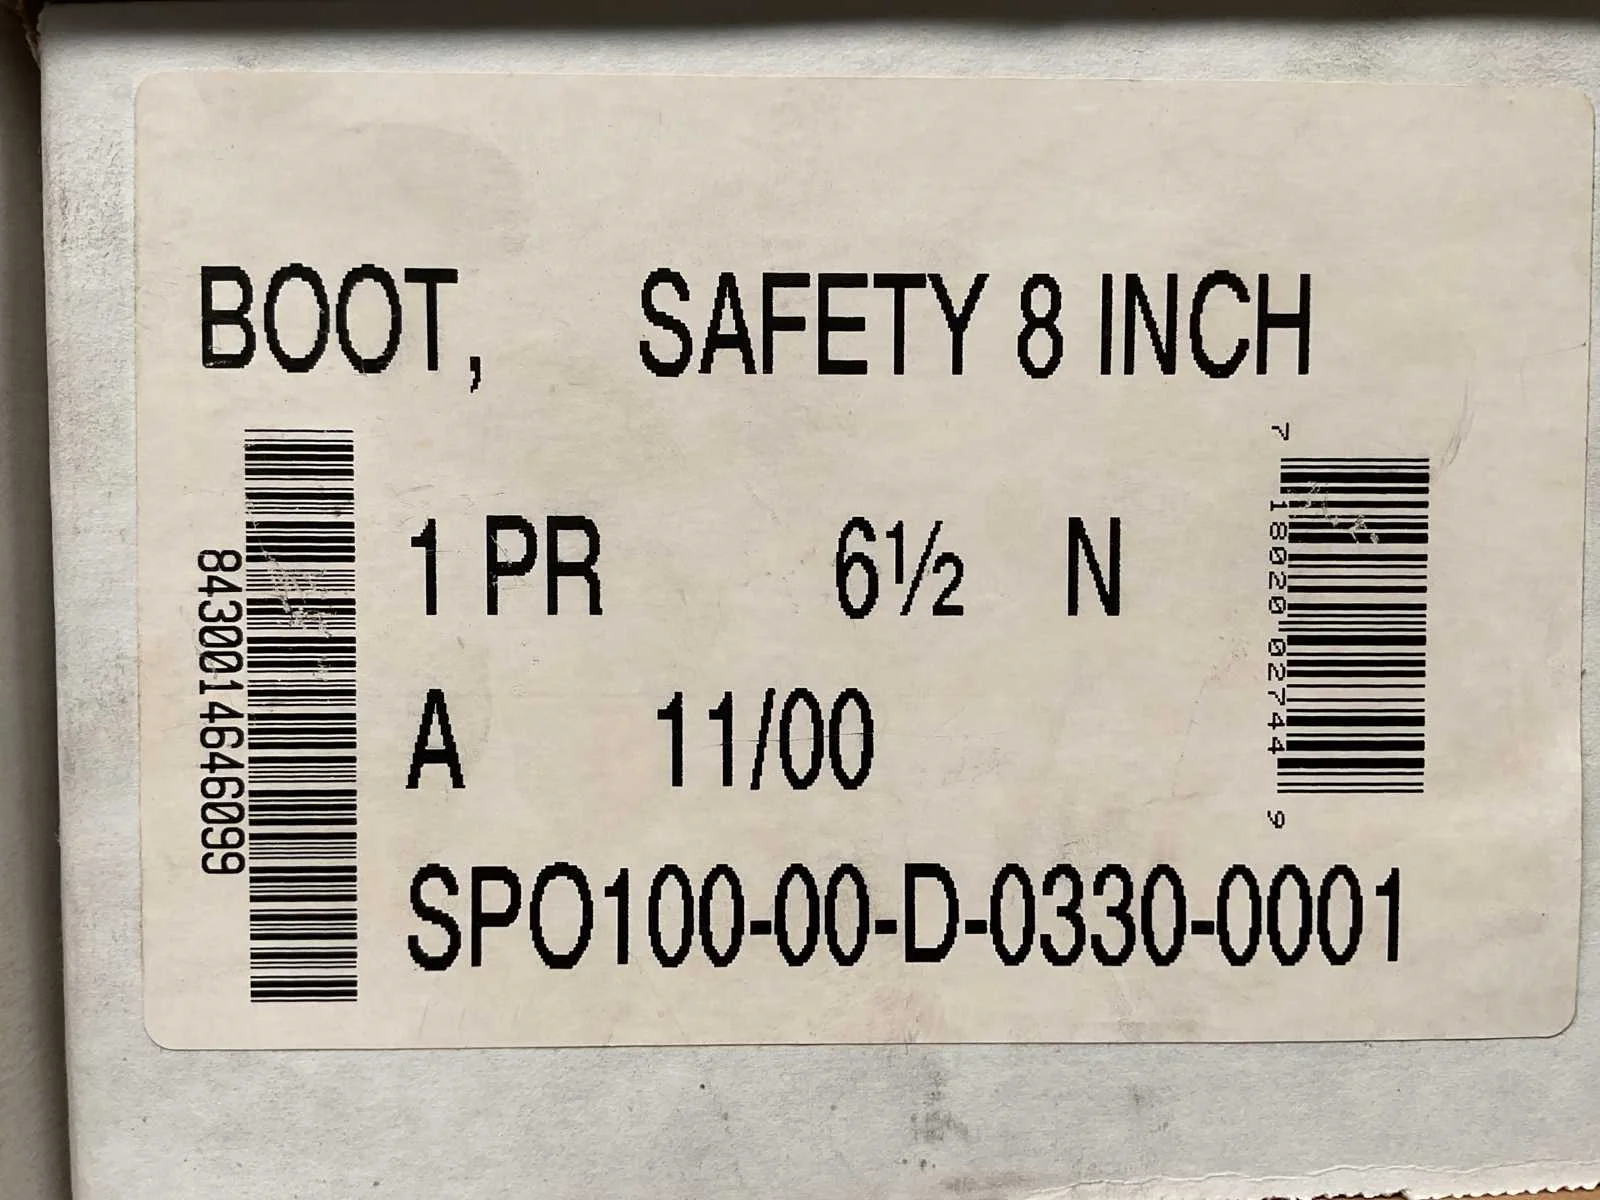 BOOT, SAFETY 8 INCH
1 PR 6½ N
A 11/00
SPO100-00-D-0330-0001
8430014646099
7 18020 02744 9